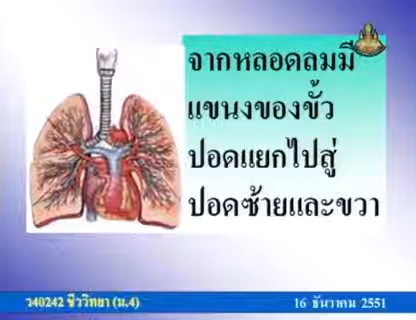 จากหลอดลมมี
แขนงของขั้ว
ปอดแยกไปสู่
ปอดซ้ายและขวา
ว40242 ชีววิทยา (ม.4)
16 ธันวาคม 2551